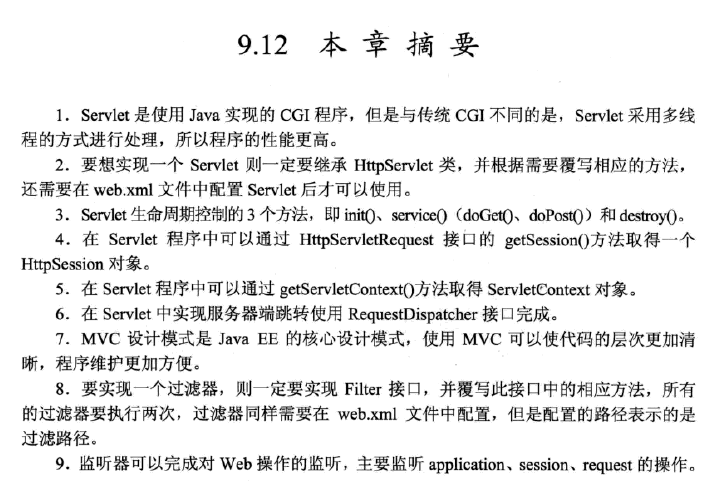 9.12 本章摘要
1．Servlet 是使用 Java 实现的 CGI 程序，但是与传统 CGI 不同的是，Servlet 采用多线
程的方式进行处理，所以程序的性能更高。
2．要想实现一个 Servlet 则一定要继承 HttpServlet 类，并根据需要覆写相应的方法，
还需要在 web.xml 文件中配置 Servlet 后才可以使用。
3．Servlet 生命周期控制的 3 个方法，即 init()、service()（doGet()、doPost()）和 destroy()。
4．在 Servlet 程序中可以通过 HttpServletRequest 接口的 getSession()方法取得一个
HttpSession 对象。
5．在 Servlet 程序中可以通过 getServletContext()方法取得 ServletContext 对象。
6．在 Servlet 中实现服务器端跳转使用 RequestDispatcher 接口完成。
7．MVC 设计模式是 Java EE 的核心设计模式，使用 MVC 可以使代码的层次更加清
晰，程序维护更加方便。
8．要实现一个过滤器，则一定要实现 Filter 接口，并覆写此接口中的相应方法，所有
的过滤器要执行两次，过滤器同样需要在 web.xml 文件中配置，但是配置的路径表示的是
过滤路径。
9．监听器可以完成对 Web 操作的监听，主要监听 application、session、request 的操作。